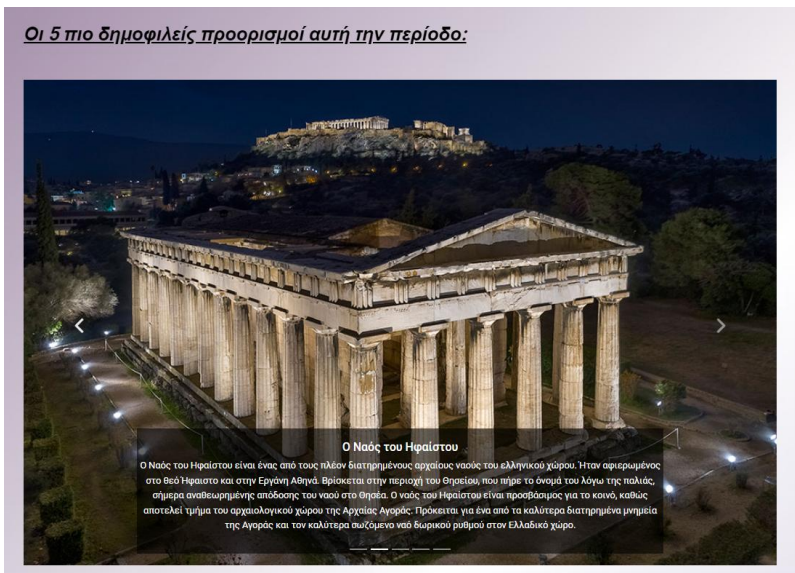 Οι 5 πιο δημοφιλείς προορισμοί αυτή την περίοδο:
Ο Ναός του Ηφαίστου
Ο Ναός του Ηφαίστου είναι ένας από τους πλέον διατηρημένους αρχαίους ναούς του ελληνικού χώρου. Ήταν αφιερωμένος
στο θεό Ήφαιστο και στην Εργάνη Αθηνά. Βρίσκεται στην περιοχή του Θησείου, που πήρε το όνομά του λόγω της παλιάς,
σήμερα αναθεωρημένης απόδοσης του ναού στο Θησέα. Ο ναός του Ηφαίστου είναι προσβάσιμος για το κοινό, καθώς
αποτελεί τμήμα του αρχαιολογικού χώρου της Αρχαίας Αγοράς. Πρόκειται για ένα από τα καλύτερα διατηρημένα μνημεία
της Αγοράς και τον καλύτερα σωζόμενο ναό δωρικού ρυθμού στον Ελλαδικό χώρο.